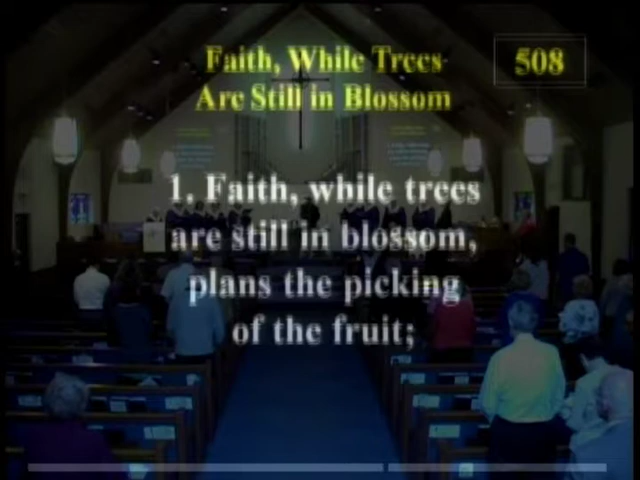 Faith, While Trees
Are Still in Blossom
508
1. Faith, while trees
are still in blossom,
plans the picking
of the fruit;